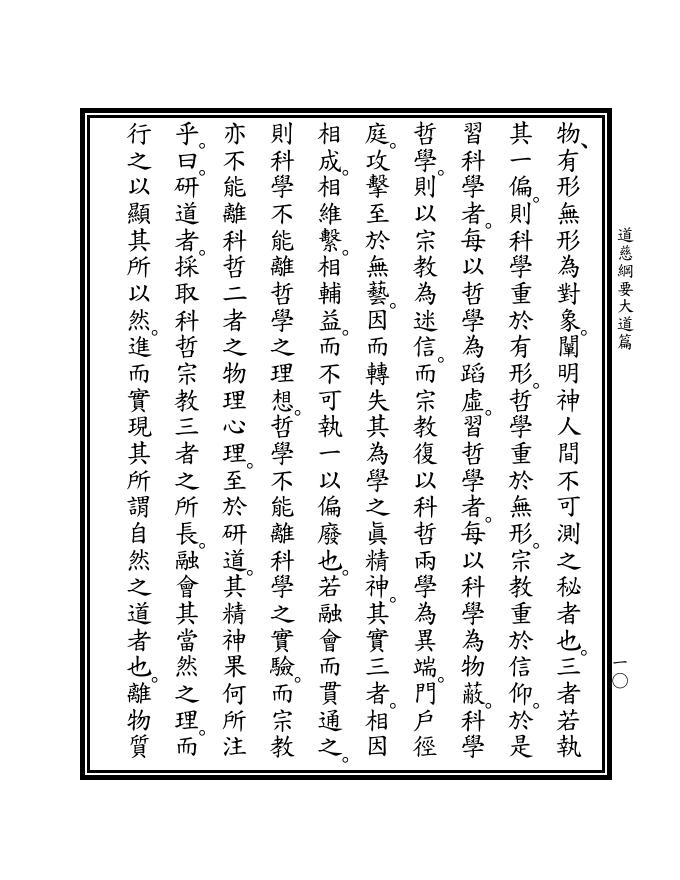 道慈綱要大道篇
一〇
物、有形無形為對象。闡明神人間不可測之秘者也。三者若執
其一偏。則科學重於有形。哲學重於無形。宗教重於信仰。於是
習科學者。每以哲學為蹈虛。習哲學者。每以科學為物蔽。科學
哲學。則以宗教為迷信。而宗教復以科哲兩學為異端。門戶徑
庭。攻擊至於無藝。因而轉失其為學之眞精神。其實三者。相因
相成。相維繫。相輔益。而不可執一以偏廢也。若融會而貫通之。
則科學不能離哲學之理想。哲學不能離科學之實驗。而宗教
亦不能離科哲二者之物理心理。至於研道。其精神果何所注
乎。曰。研道者。採取科哲宗教三者之所長。融會其當然之理。而
行之以顯其所以然。進而實現其所謂自然之道者也。離物質